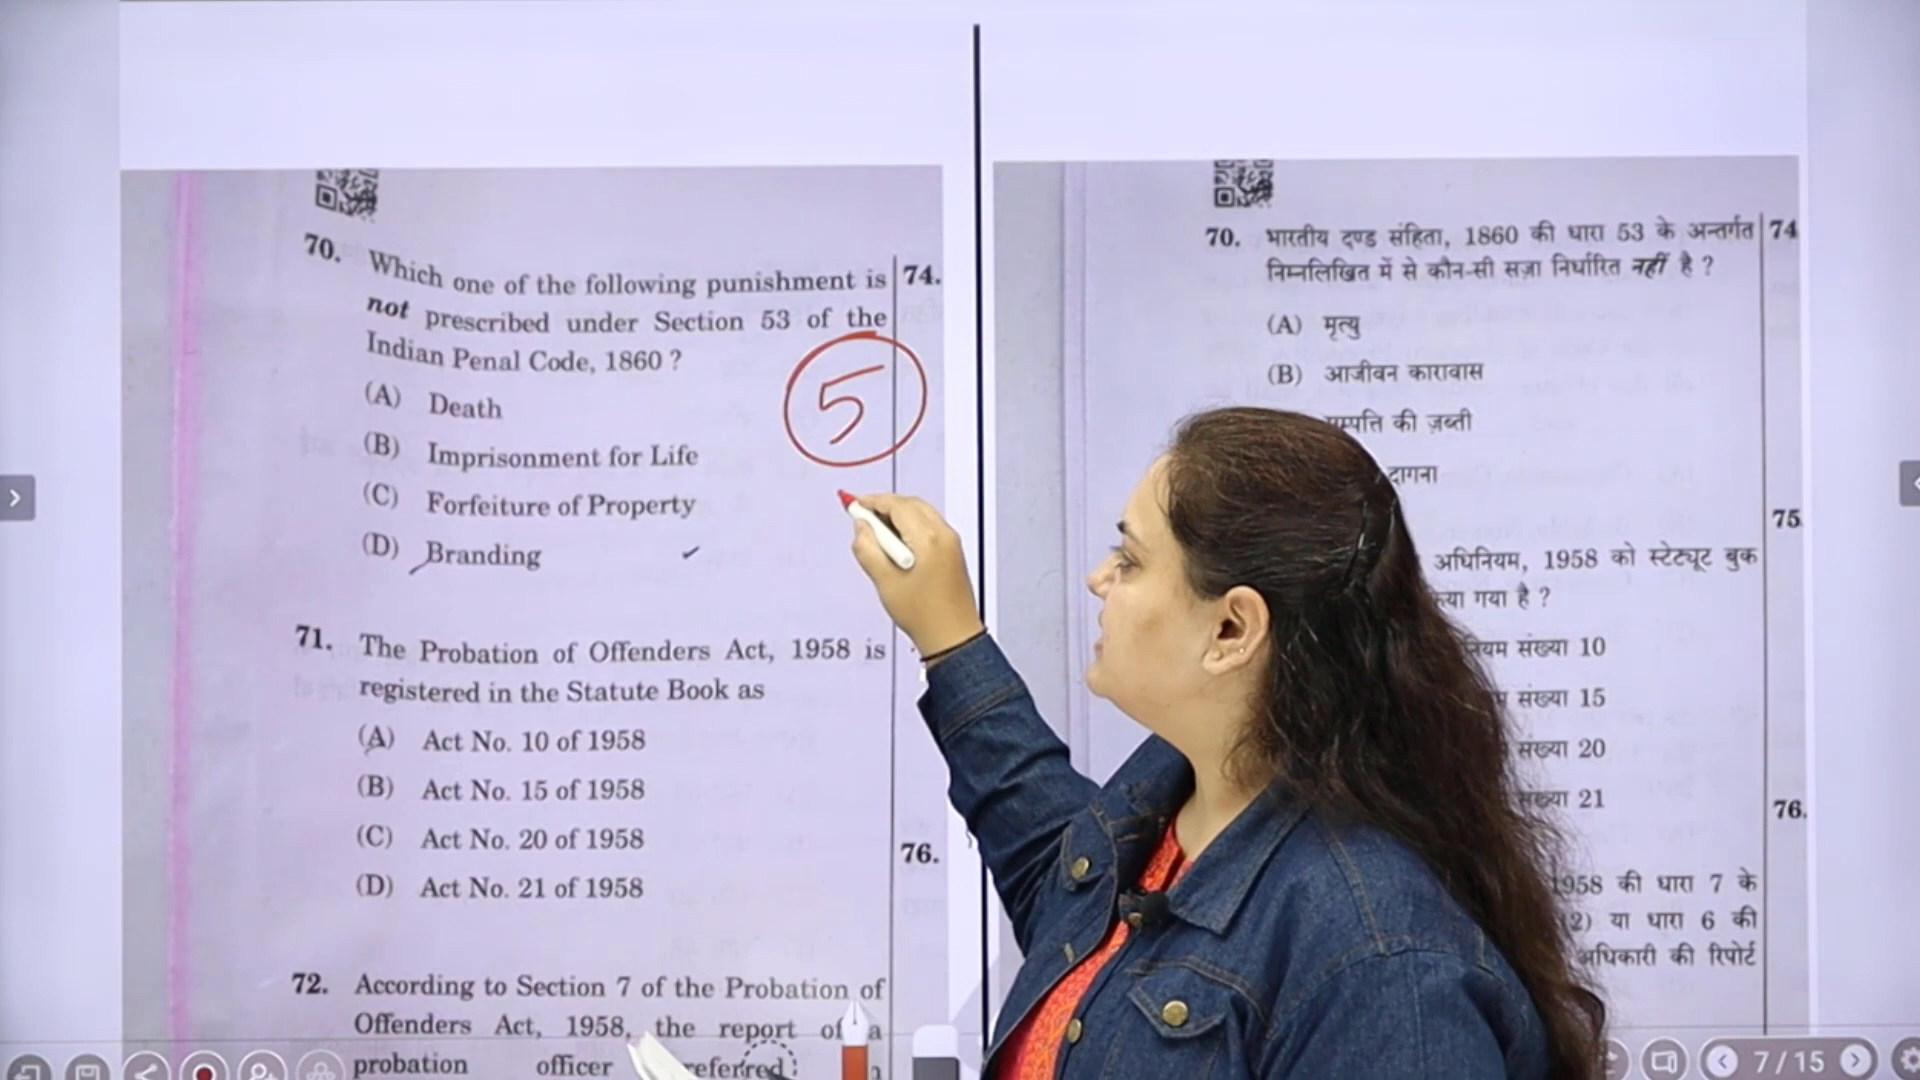 70. Which one of the following punishment is
not prescribed under Section 53 of the
Indian Penal Code, 1860 ?
(A) Death
(B) Imprisonment for Life
(C) Forfeiture of Property
(D) Branding
5
71. The Probation of Offenders Act, 1958 is
registered in the Statute Book as
(A) Act No. 10 of 1958
(B) Act No. 15 of 1958
(C) Act No. 20 of 1958
(D) Act No. 21 of 1958
72. According to Section 7 of the Probation of
Offenders Act, 1958, the report of a
probation officer referred
74.
76.
70. भारतीय दण्ड संहिता, 1860 की धारा 53 के अन्तर्गत
निम्नलिखित में से कौन-सी सज़ा निर्धारित नहीं है ?
(A) मृत्यु
(B) आजीवन कारावास
की ज़ब्ती
दागना
अधिनियम, 1958 को स्टेट्यूट बुक
गया है ?
संख्या 10
संख्या 15
संख्या 20
संख्या 21
1958 की धारा 7 के
(2) या धारा 6 की
अधिकारी की रिपोर्ट
74
75
76.
7 / 15